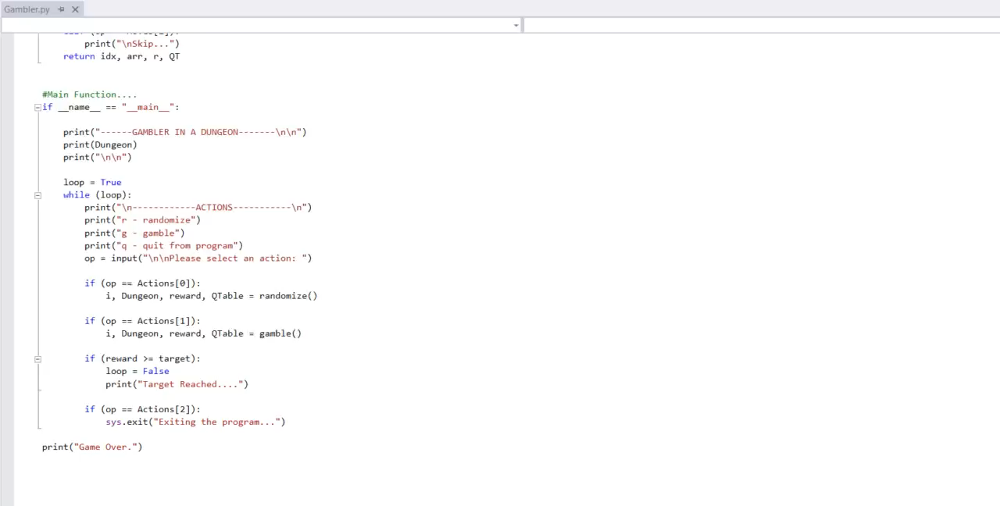 Gambler.py
print("\nSkip...")
return idx, arr, r, QT
#Main Function....
if __name__ == "__main__":
print("------GAMBLER IN A DUNGEON-------\n\n")
print(Dungeon)
print("\n\n")
loop = True
while (loop):
print("\n------------ACTIONS-----------\n")
print("r - randomize")
print("g - gamble")
print("q - quit from program")
op = input("\n\nPlease select an action: ")
if (op == Actions[0]):
i, Dungeon, reward, QTable = randomize()
if (op == Actions[1]):
i, Dungeon, reward, QTable = gamble()
if (reward >= target):
loop = False
print("Target Reached....")
if (op == Actions[2]):
sys.exit("Exiting the program...")
print("Game Over.")